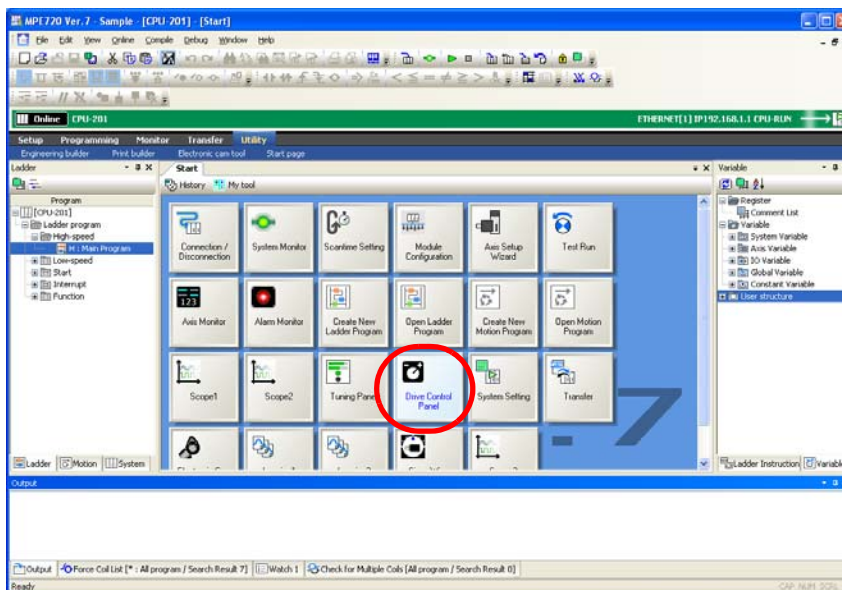 MPE720 Ver. 7 - Sample - [CPU-201] - [Start]
File Edit View Online Compile Debug Window Help
Online CPU-201 ETHERNET[1] IP192.168.1.1 CPU-RUN
Setup Programming Monitor Transfer Utility
Engineering builder Print builder Electronic cam tool Start page
Ladder
Start
Variable
History My tool
Program
[CPU-201]
Ladder program
High-speed
H : Main Program
Low-speed
Start
Interrupt
Function
Connection / Disconnection
System Monitor
Scantime Setting
Module Configuration
Axis Setup Wizard
Test Run
123
Axis Monitor
Alarm Monitor
Create New Ladder Program
Open Ladder Program
Create New Motion Program
Open Motion Program
Scope1
Scope2
Tuning Pane
Drive Control Panel
System Setting
Transfer
- 7
Register
Comment List
Variable
System Variable
Axis Variable
IO Variable
Global Variable
Constant Variable
User structure
Ladder Motion System
Ladder Instruction Variable
Output
Output Force Coil List [* : All program / Search Result 7] Watch 1 Check for Multiple Coils [All program / Search Result 0]
Ready CAP NUM SCRL